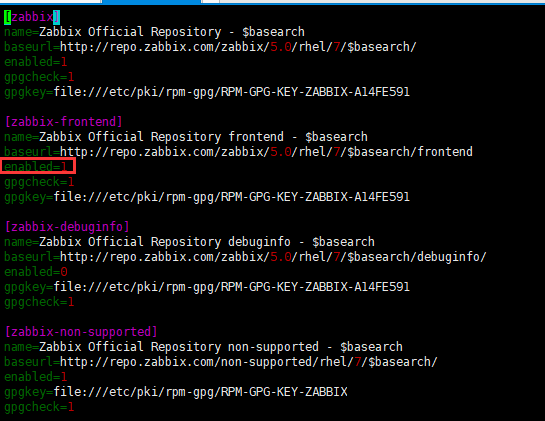 [zabbix]
name=Zabbix Official Repository - $basearch
baseurl=http://repo.zabbix.com/zabbix/5.0/rhel/7/$basearch/
enabled=1
gpgcheck=1
gpgkey=file:///etc/pki/rpm-gpg/RPM-GPG-KEY-ZABBIX-A14FE591
[zabbix-frontend]
name=Zabbix Official Repository frontend - $basearch
baseurl=http://repo.zabbix.com/zabbix/5.0/rhel/7/$basearch/frontend
enabled=1
gpgcheck=1
gpgkey=file:///etc/pki/rpm-gpg/RPM-GPG-KEY-ZABBIX-A14FE591
[zabbix-debuginfo]
name=Zabbix Official Repository debuginfo - $basearch
baseurl=http://repo.zabbix.com/zabbix/5.0/rhel/7/$basearch/debuginfo/
enabled=0
gpgkey=file:///etc/pki/rpm-gpg/RPM-GPG-KEY-ZABBIX-A14FE591
gpgcheck=1
[zabbix-non-supported]
name=Zabbix Official Repository non-supported - $basearch
baseurl=http://repo.zabbix.com/non-supported/rhel/7/$basearch/
enabled=1
gpgkey=file:///etc/pki/rpm-gpg/RPM-GPG-KEY-ZABBIX
gpgcheck=1